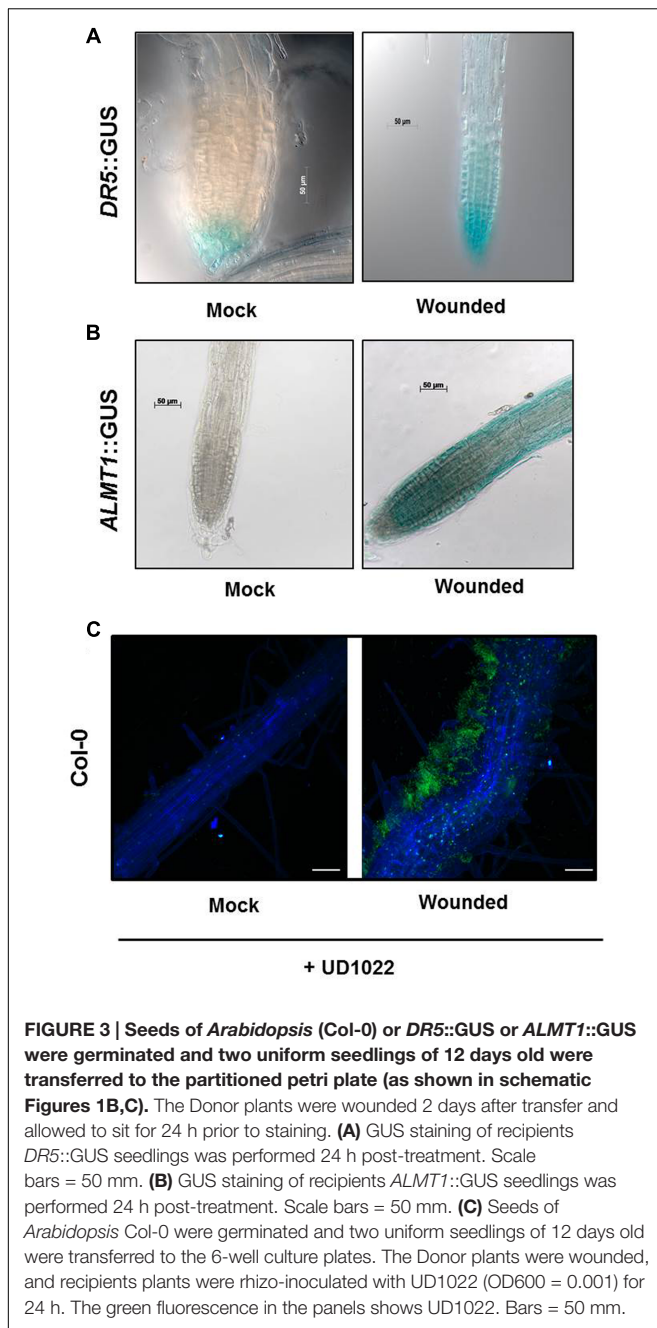 A
DR5::GUS
50 µm
50 µm
Mock
Wounded
B
ALMT1::GUS
50 µm
50 µm
Mock
Wounded
C
Col-0
Mock
Wounded
+ UD1022
FIGURE 3 | Seeds of Arabidopsis (Col-0) or DR5::GUS or ALMT1::GUS
were germinated and two uniform seedlings of 12 days old were
transferred to the partitioned petri plate (as shown in schematic
Figures 1B,C). The Donor plants were wounded 2 days after transfer and
allowed to sit for 24 h prior to staining. (A) GUS staining of recipients
DR5::GUS seedlings was performed 24 h post-treatment. Scale
bars = 50 mm. (B) GUS staining of recipients ALMT1::GUS seedlings was
performed 24 h post-treatment. Scale bars = 50 mm. (C) Seeds of
Arabidopsis Col-0 were germinated and two uniform seedlings of 12 days old
were transferred to the 6-well culture plates. The Donor plants were wounded,
and recipients plants were rhizo-inoculated with UD1022 (OD600 = 0.001) for
24 h. The green fluorescence in the panels shows UD1022. Bars = 50 mm.